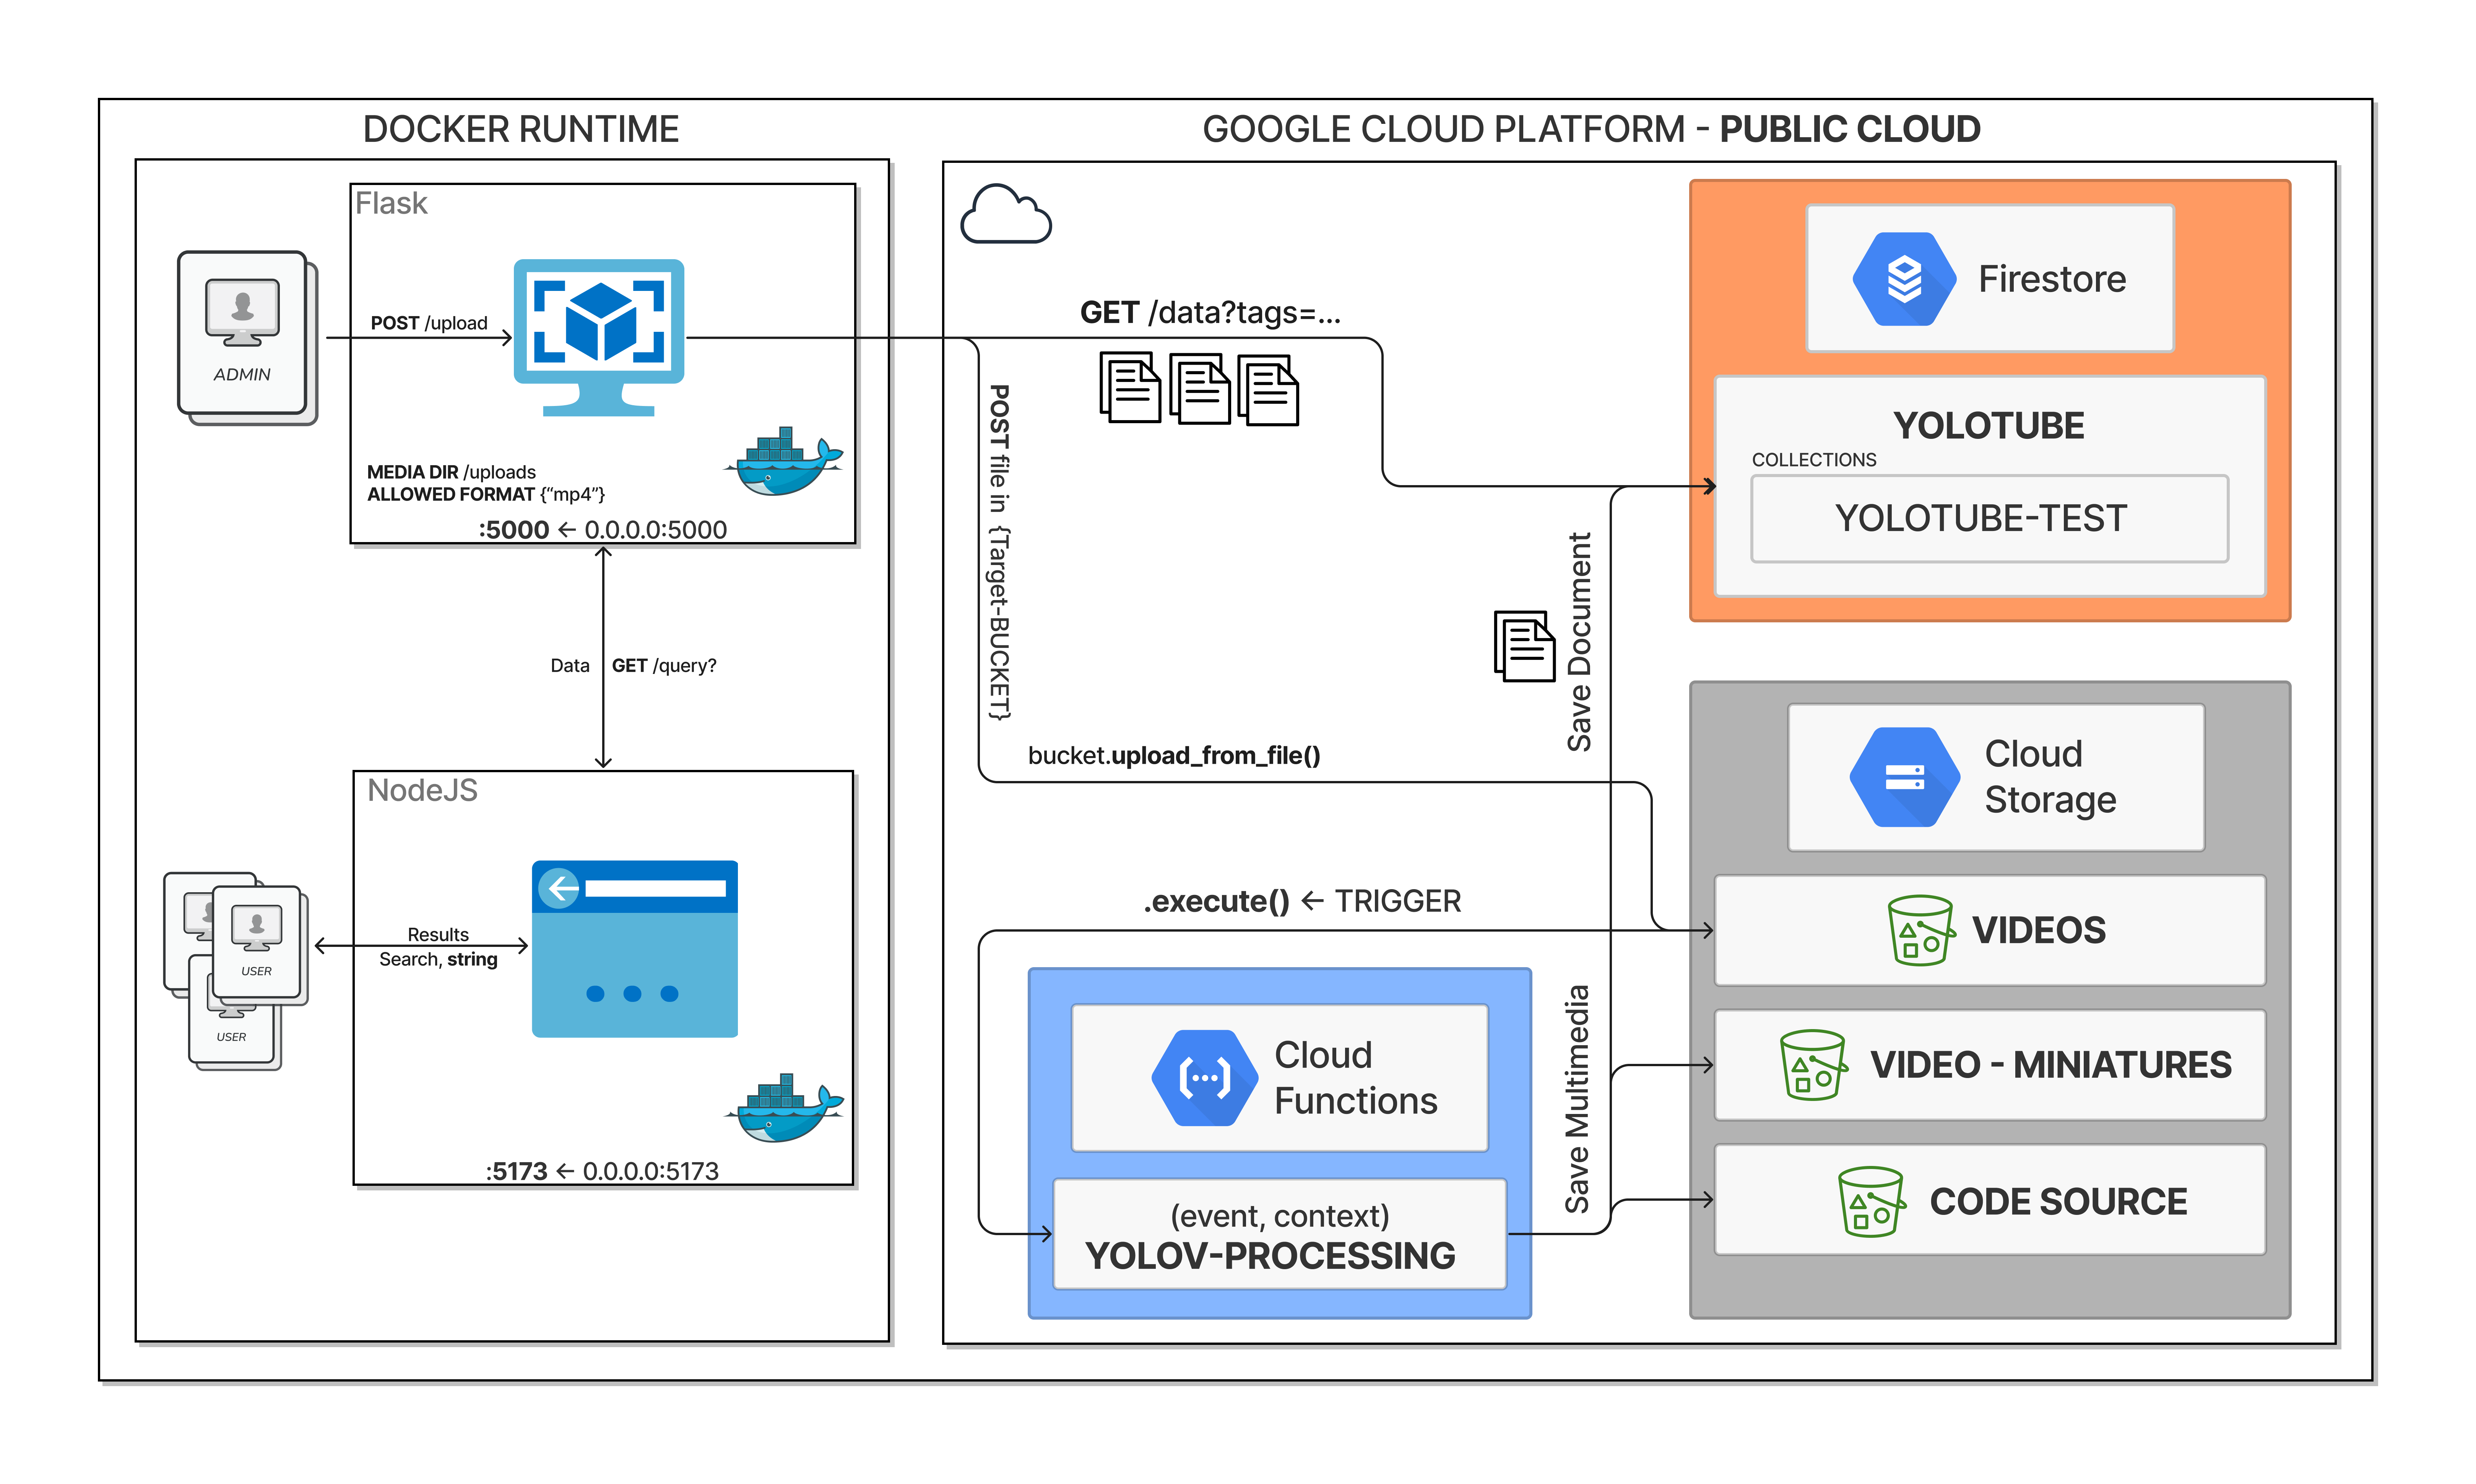 DOCKER RUNTIME
Flask
ADMIN
POST /upload
MEDIA DIR /uploads
ALLOWED FORMAT {“mp4”}
:5000 ← 0.0.0.0:5000
Data
GET /query?
NodeJS
USER
USER
Results
Search, string
:5173 ← 0.0.0.0:5173
GOOGLE CLOUD PLATFORM - PUBLIC CLOUD
GET /data?tags=...
POST file in {Target-BUCKET}
bucket.upload_from_file()
Save Document
.execute() ← TRIGGER
Cloud
Functions
(event, context)
YOLOV-PROCESSING
Save Multimedia
Firestore
YOLOTUBE
COLLECTIONS
YOLOTUBE-TEST
Cloud
Storage
VIDEOS
VIDEO - MINIATURES
CODE SOURCE